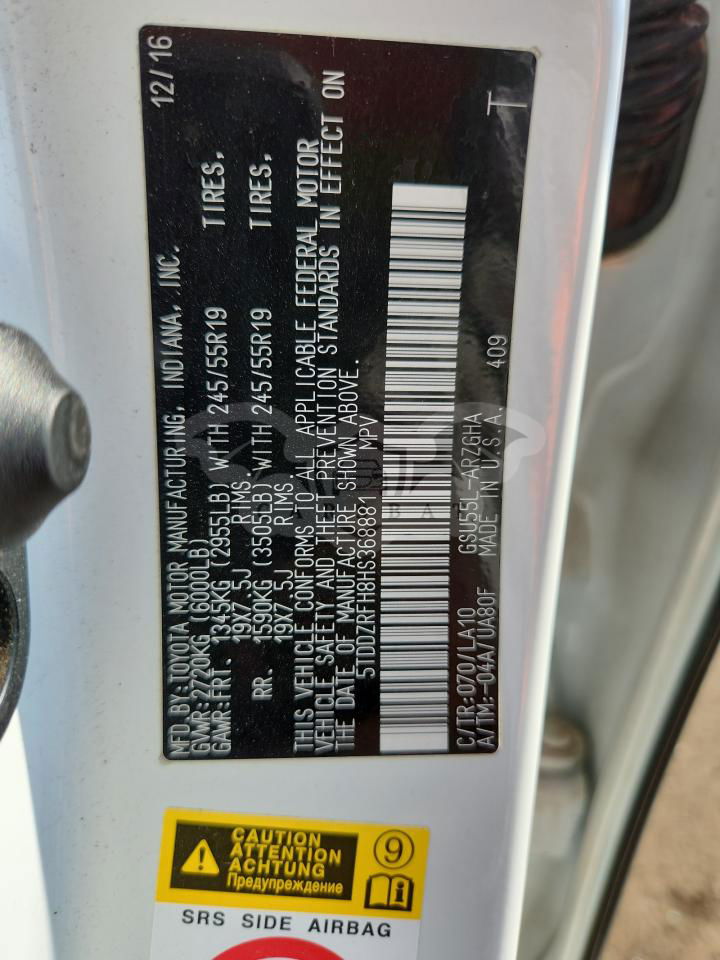 MFD.BY:TOYOTA MOTOR MANUFACTURING, INDIANA, INC. 12/16
GVWR:2720KG (6000LB)
GAWR:FRT. 1345KG (2955LB) WITH 245/55R19 TIRES,
19X7.5J RIMS.
RR. 1590KG (3505LB) WITH 245/55R19 TIRES,
19X7.5J RIMS.
THIS VEHICLE CONFORMS TO ALL APPLICABLE FEDERAL MOTOR
VEHICLE SAFETY AND THEFT PREVENTION STANDARDS IN EFFECT ON
THE DATE OF MANUFACTURE SHOWN ABOVE.
5TDDZRFH8HS368881 MPV
C/TR:070/LA10 GSU55L-ARZGHA 409 T
A/TM:-04A/UA80F MADE IN U.S.A.
CAUTION
ATTENTION
ACHTUNG
Предупреждение
9
i
SRS SIDE AIRBAG